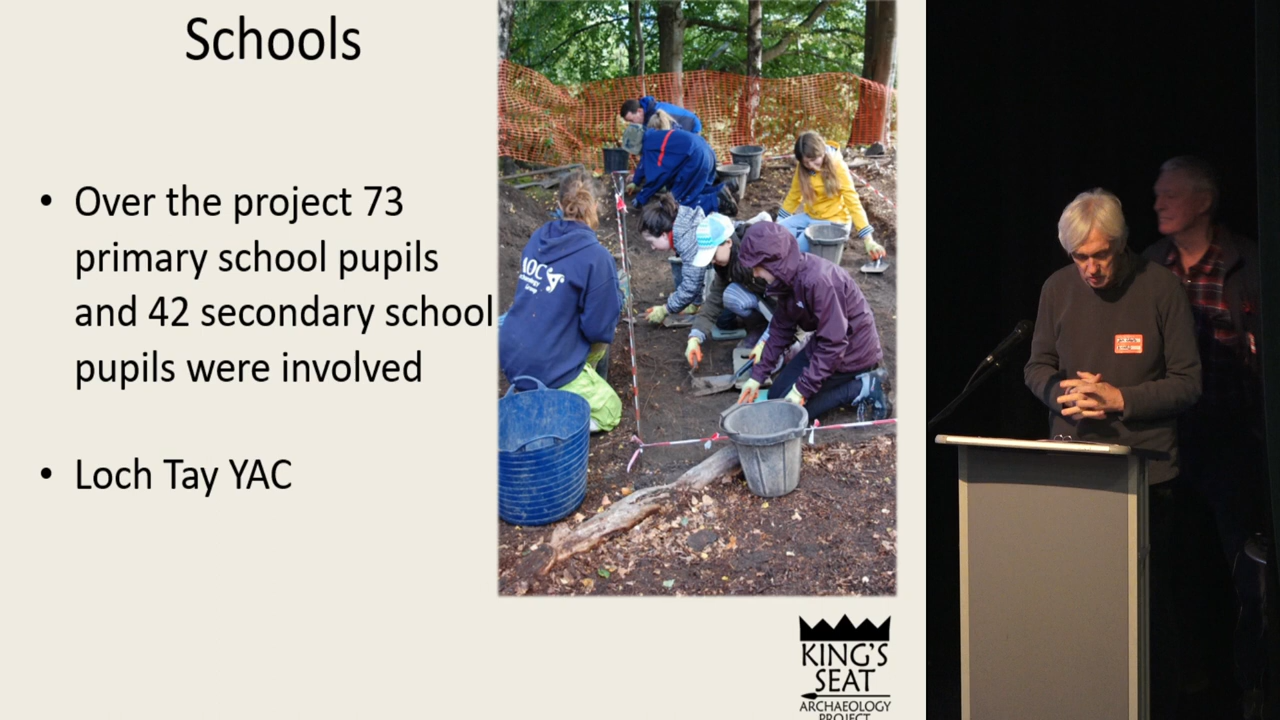 Schools
• Over the project 73
primary school pupils
and 42 secondary school
pupils were involved
• Loch Tay YAC
AOC
KING'S
SEAT
ARCHAEOLOGY
PROJECT